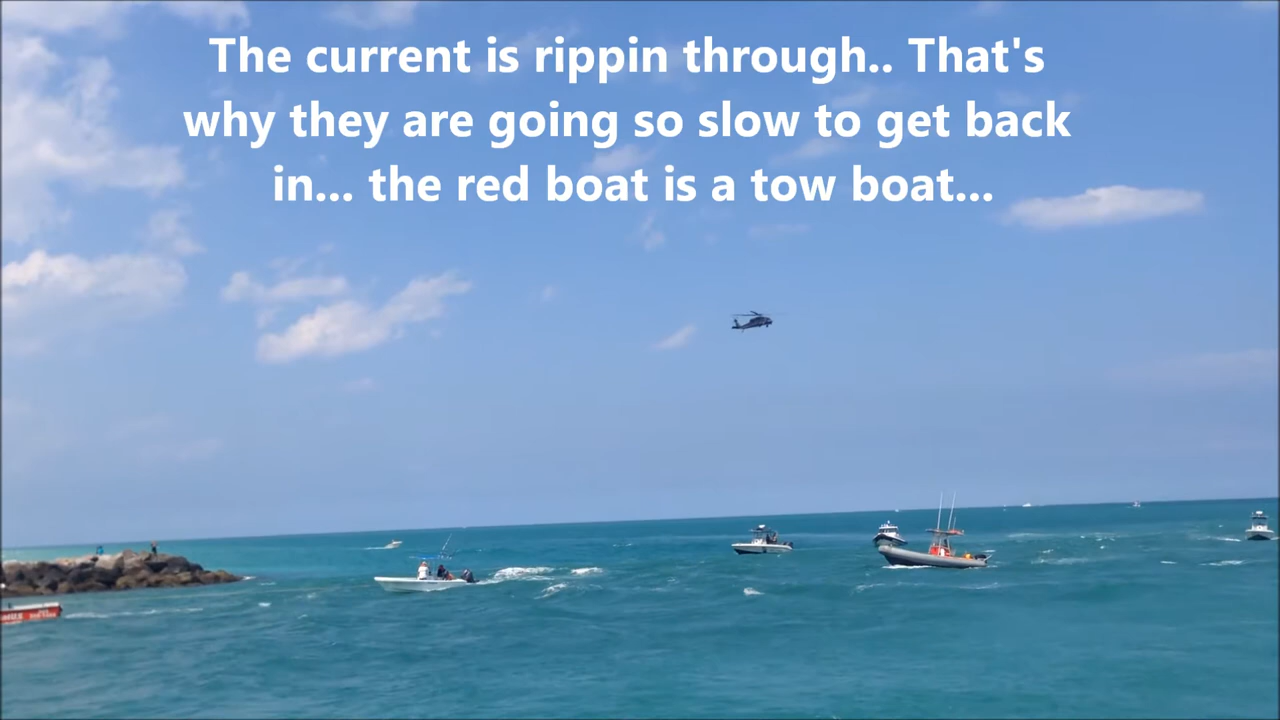 The current is rippin through.. That's
why they are going so slow to get back
in... the red boat is a tow boat...